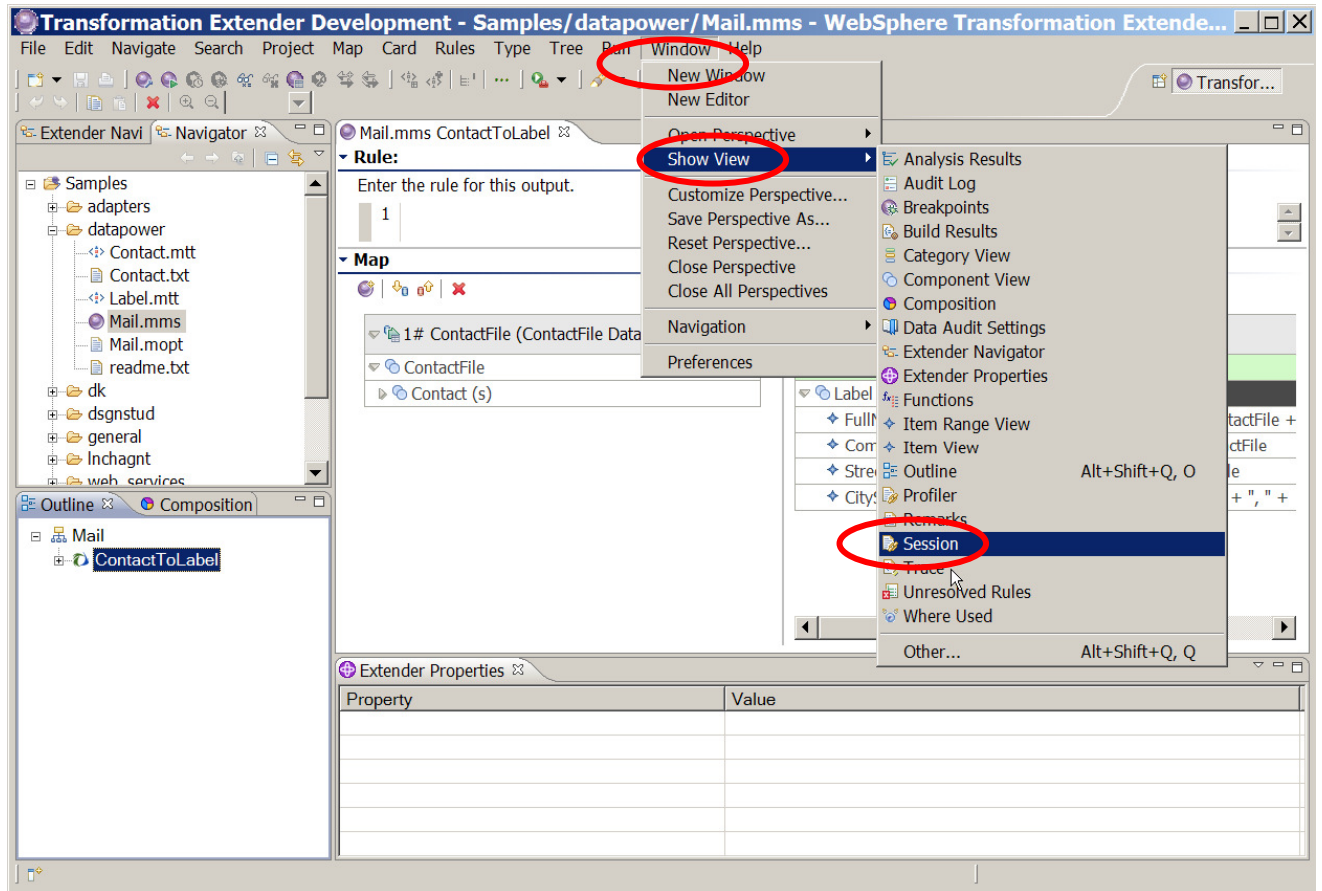 Transformation Extender Development - Samples/datapower/Mail.mms - WebSphere Transformation Extende...
File Edit Navigate Search Project Map Card Rules Type Tree Run Window Help
New Window
New Editor
Transfor...
Extender Navi Navigator
Mail.mms ContactToLabel
Open Perspective
Rule:
Show View
Enter the rule for this output.
1
Customize Perspective...
Save Perspective As...
Reset Perspective...
Close Perspective
Close All Perspectives
Navigation
Preferences
Analysis Results
Audit Log
Breakpoints
Build Results
Category View
Component View
Composition
Data Audit Settings
Extender Navigator
Extender Properties
Functions
Item Range View
Item View
Outline Alt+Shift+Q, O
Profiler
Remarks
Session
Trace
Unresolved Rules
Where Used
Other... Alt+Shift+Q, Q
Samples
adapters
datapower
Contact.mtt
Contact.txt
Label.mtt
Mail.mms
Mail.mopt
readme.txt
dk
dsgnstud
general
lnchagnt
web_services
Map
1# ContactFile (ContactFile Data
ContactFile
Contact (s)
Label
FullN
tactFile +
Com
ctFile
Stre
le
CityS
+ ", " +
Outline Composition
Mail
ContactToLabel
Extender Properties
Property Value